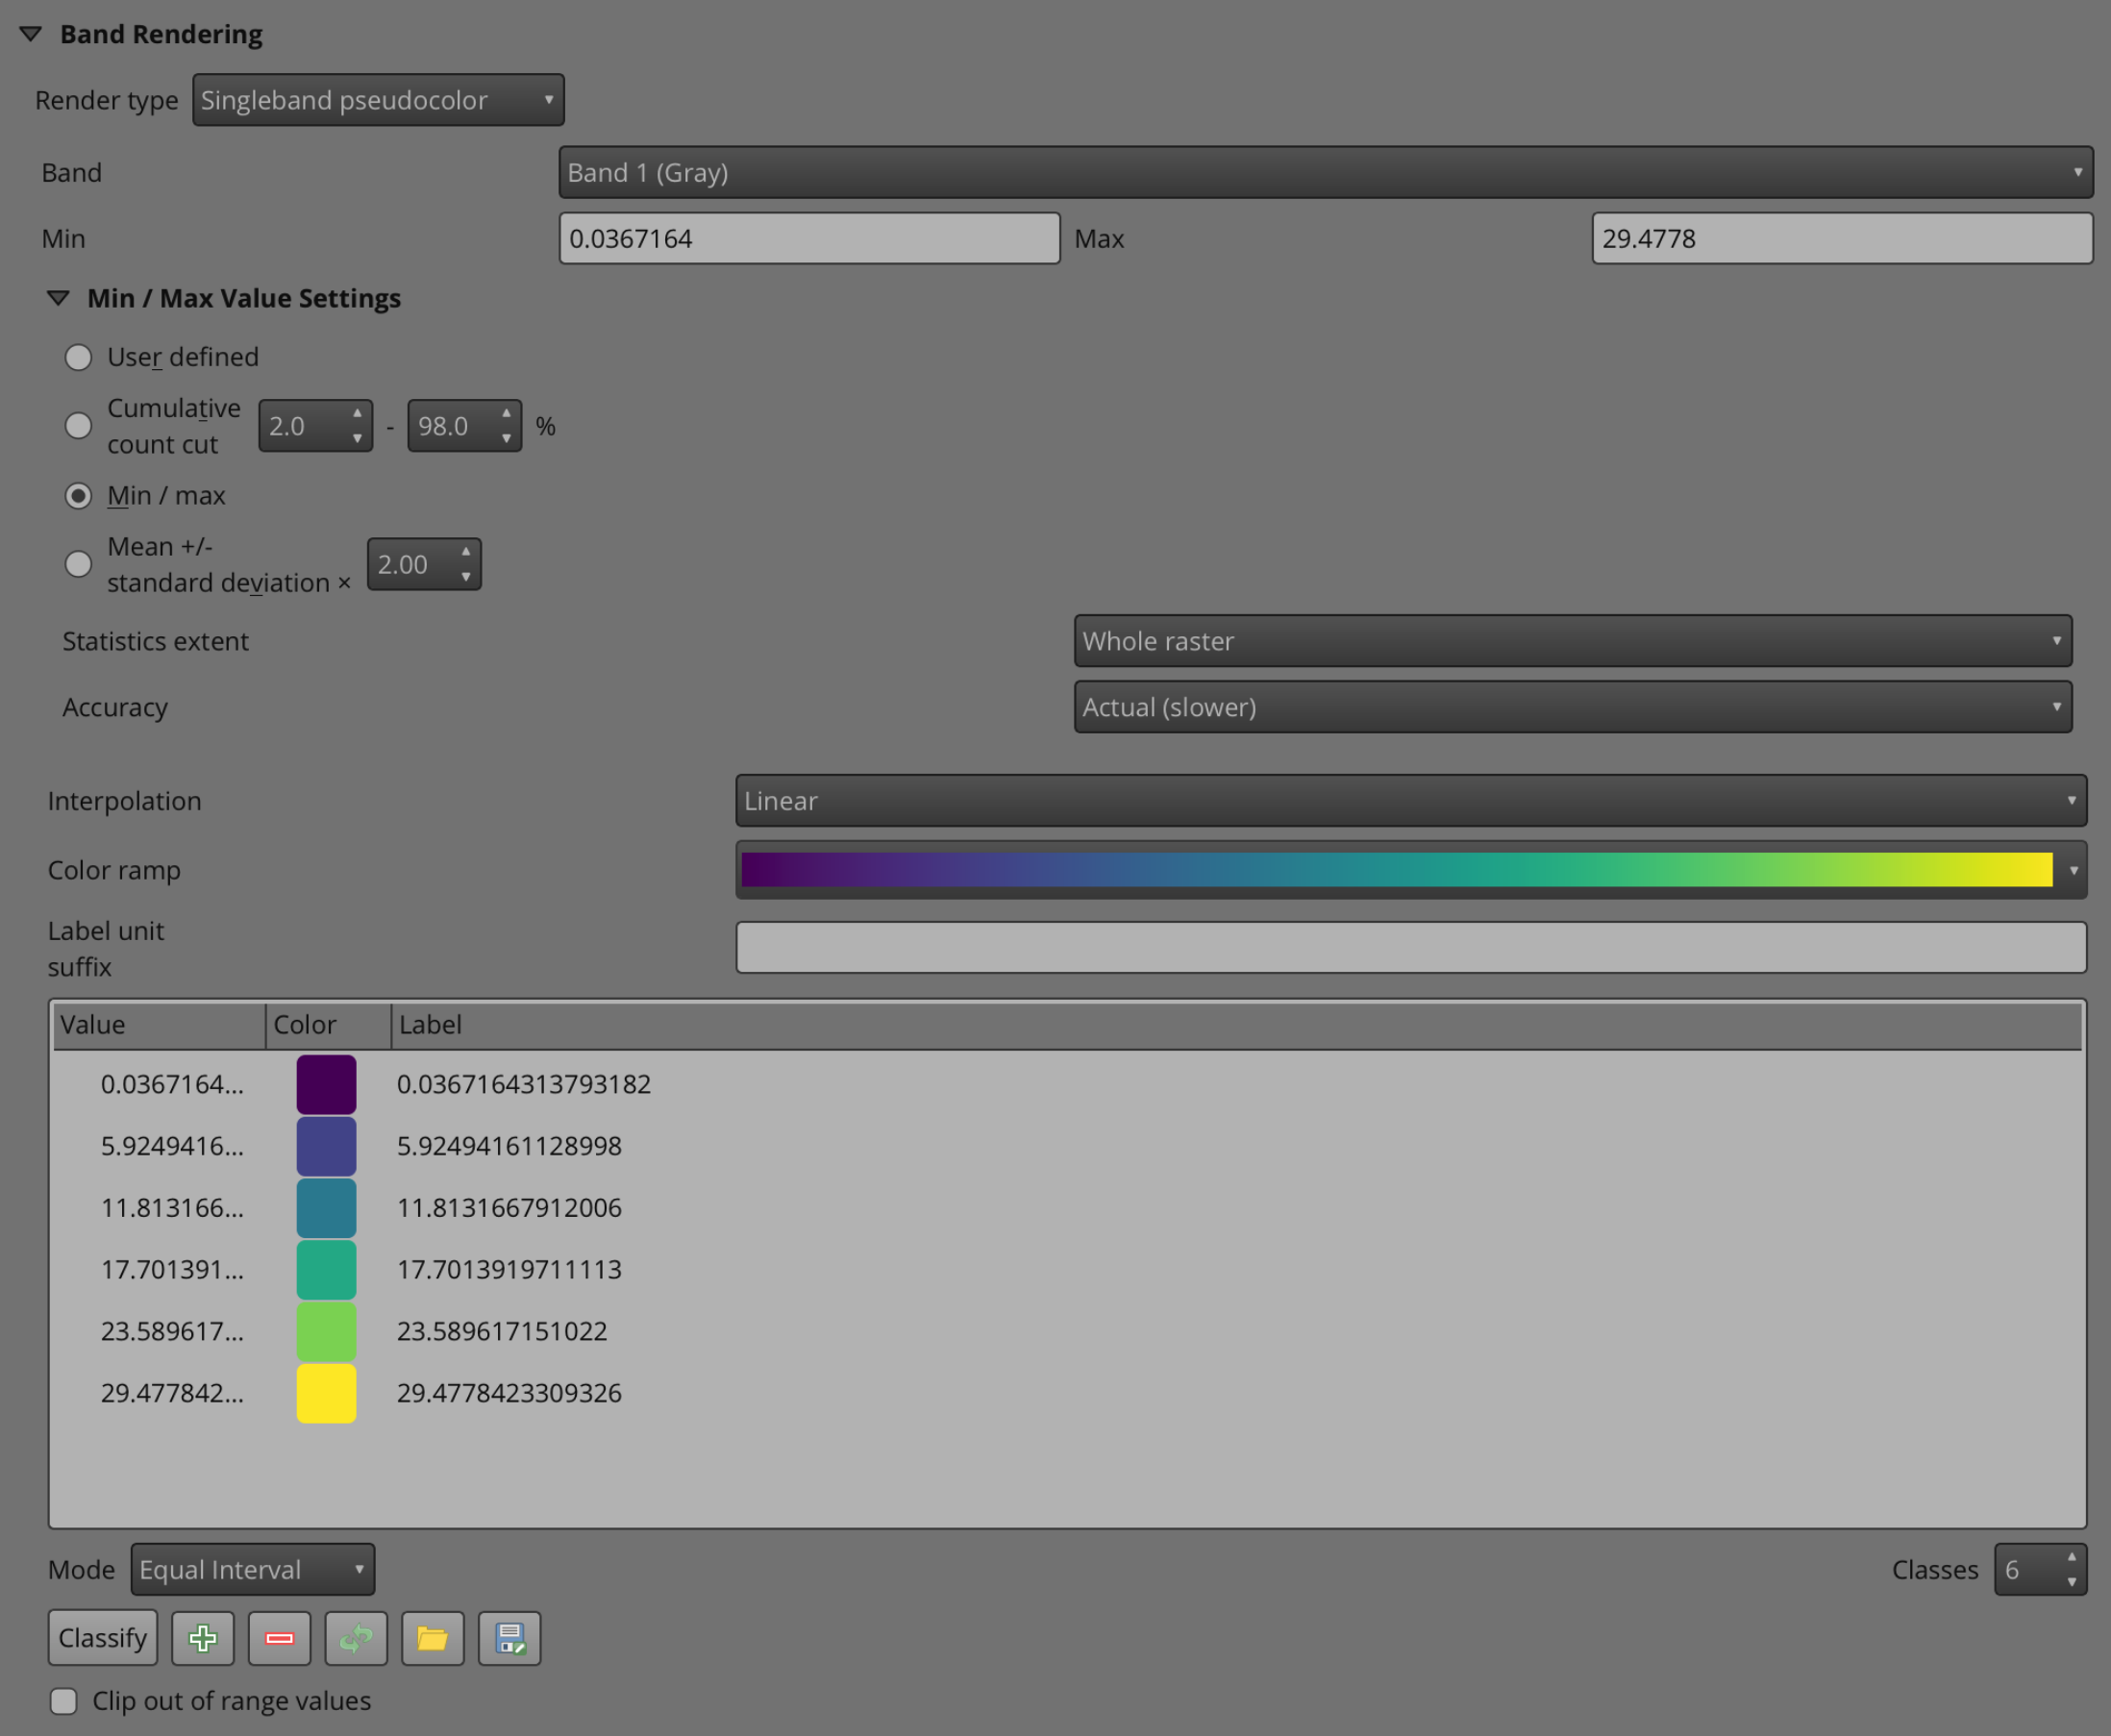 Band Rendering
Render type Singleband pseudocolor
Band Band 1 (Gray)
Min 0.0367164 Max 29.4778
Min / Max Value Settings
User defined
Cumulative
count cut 2.0 - 98.0 %
Min / max
Mean +/-
standard deviation × 2.00
Statistics extent Whole raster
Accuracy Actual (slower)
Interpolation Linear
Color ramp
Label unit
suffix
Value Color Label
0.0367164... 0.0367164313793182
5.9249416... 5.92494161128998
11.813166... 11.8131667912006
17.701391... 17.7013919711113
23.589617... 23.589617151022
29.477842... 29.4778423309326
Mode Equal Interval Classes 6
Classify
Clip out of range values